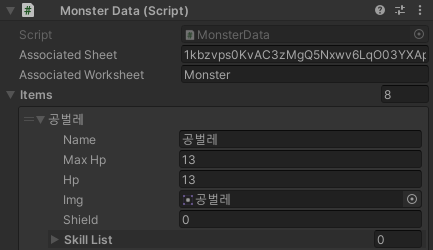 Monster Data (Script)
Script MonsterData
Associated Sheet 1kbzvps0KvAC3zMgQ5Nxwv6LqO03YXAp
Associated Worksheet Monster
Items 8
공벌레
Name 공벌레
Max Hp 13
Hp 13
Img 공벌레
Shield 0
Skill List 0